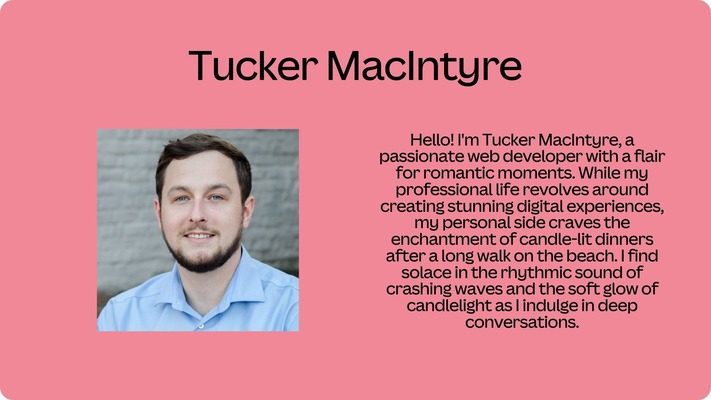 Tucker MacIntyre
Hello! I'm Tucker MacIntyre, a
passionate web developer with a flair
for romantic moments. While my
professional life revolves around
creating stunning digital experiences,
my personal side craves the
enchantment of candle-lit dinners
after a long walk on the beach. I find
solace in the rhythmic sound of
crashing waves and the soft glow of
candlelight as I indulge in deep
conversations.